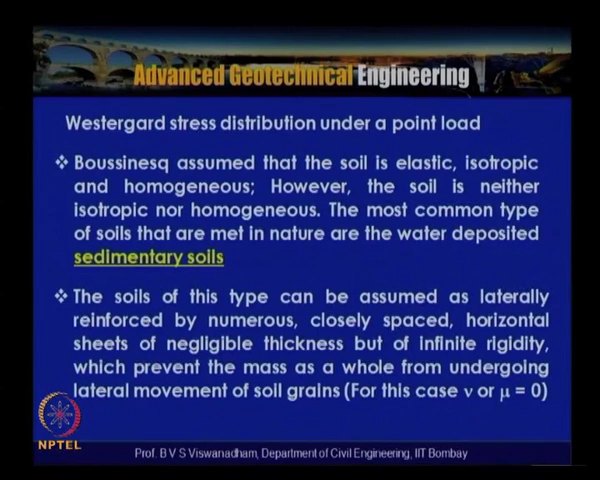 Advanced Geotechnical Engineering
Westergard stress distribution under a point load
❖ Boussinesq assumed that the soil is elastic, isotropic
and homogeneous; However, the soil is neither
isotropic nor homogeneous. The most common type
of soils that are met in nature are the water deposited
sedimentary soils
❖ The soils of this type can be assumed as laterally
reinforced by numerous, closely spaced, horizontal
sheets of negligible thickness but of infinite rigidity,
which prevent the mass as a whole from undergoing
lateral movement of soil grains (For this case ν or μ = 0)
NPTEL
Prof. B V S Viswanadham, Department of Civil Engineering, IIT Bombay